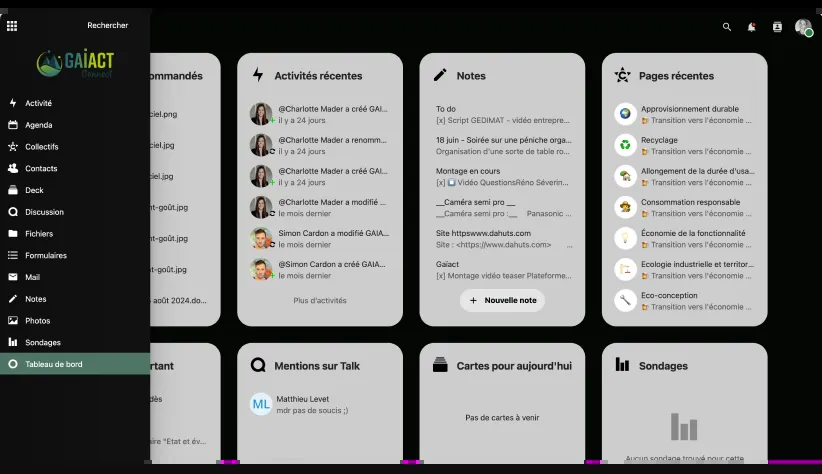 Rechercher
GAÏACT
Connect
Activité
Agenda
Collectifs
Contacts
Deck
Discussion
Fichiers
Formulaires
Mail
Notes
Photos
Sondages
Tableau de bord
ommandés
ciel.png
ciel.jpg
iel.jpg
nt-goût.jpg
-goût.jpg
nt-goût.jpg
août 2024.do...
Activités récentes
@Charlotte Mader a créé GAI...
il y a 24 jours
@Charlotte Mader a renomm...
il y a 24 jours
@Charlotte Mader a créé GAI...
il y a 24 jours
@Charlotte Mader a modifié ...
le mois dernier
Simon Cardon a modifié GAIA...
le mois dernier
@Simon Cardon a créé GAIA...
le mois dernier
Plus d'activités
Notes
To do
[x] Script GEDIMAT - vidéo entrepre...
18 juin - Soirée sur une péniche orga...
Organisation d'une sorte de table ro...
Montage en cours
[x] Vidéo QuestionsRéno Séverin...
__Caméra semi pro __
__Caméra semi pro :__ Panasonic ...
Site httpswww.dahuts.com
Site : <https://www.dahuts.com> ...
Gaïact
[x] Montage vidéo teaser Plateforme...
+ Nouvelle note
Pages récentes
Approvisionnement durable
Transition vers l'économie ...
Recyclage
Transition vers l'économie ...
Allongement de la durée d'usa...
Transition vers l'économie ...
Consommation responsable
Transition vers l'économie ...
Économie de la fonctionnalité
Transition vers l'économie ...
Ecologie industrielle et territor...
Transition vers l'économie ...
Eco-conception
Transition vers l'économie ...
rtant
dès
aire "Etat et év...
Mentions sur Talk
ML
Matthieu Levet
mdr pas de soucis ;)
Cartes pour aujourd'hui
Pas de cartes à venir
Sondages
Aucun sondage trouvé pour cette